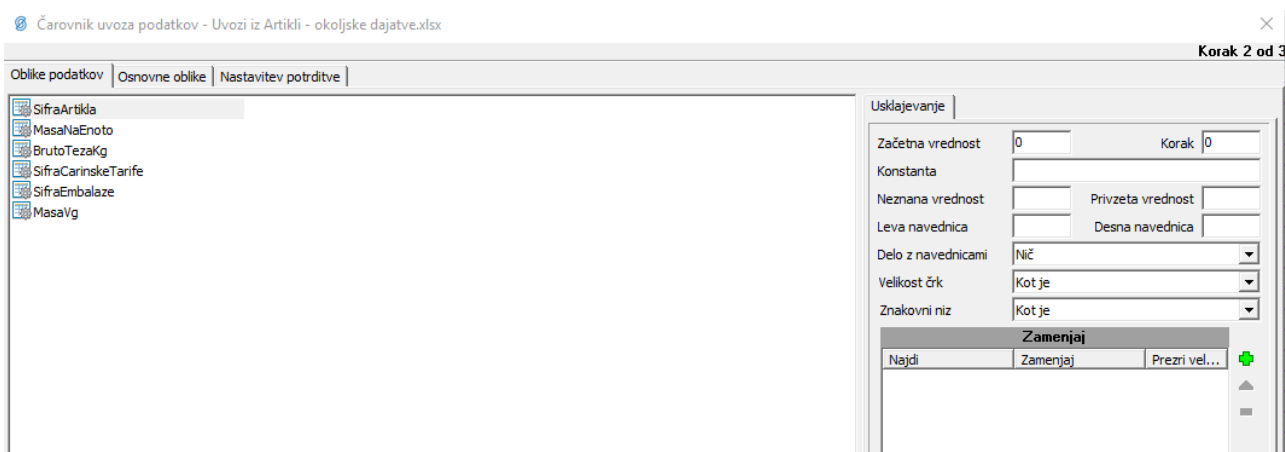 Čarovnik uvoza podatkov - Uvozi iz Artikli - okoljske dajatve.xlsx
Korak 2 od 3
Oblike podatkov Osnovne oblike Nastavitev potrditve
SifraArtikla
MasaNaEnoto
BrutoTezaKg
SifraCarinskeTarife
SifraEmbalaze
MasaVg
Usklajevanje
Začetna vrednost 0 Korak 0
Konstanta
Neznana vrednost Privzeta vrednost
Leva navednica Desna navednica
Delo z navednicami Nič
Velikost črk Kot je
Znakovni niz Kot je
Zamenjaj
Najdi Zamenjaj Prezri vel...